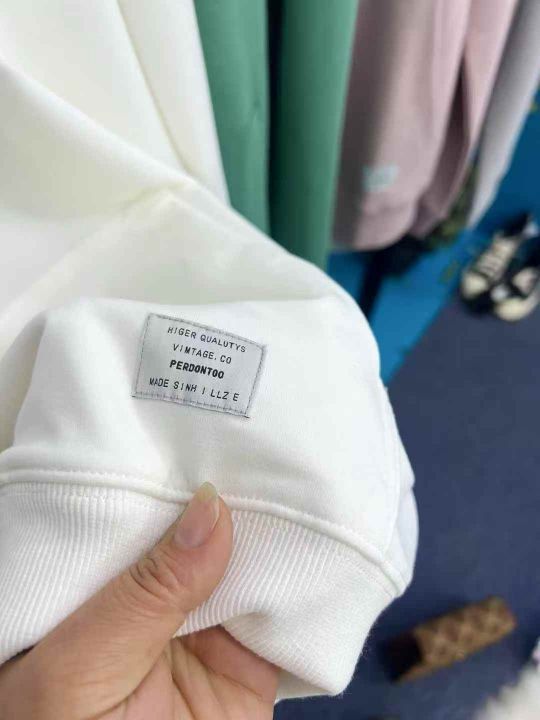 HIGER QUALUTYS
VIMTAGE.CO
PERDONTOO
MADE SINH I LLZ E